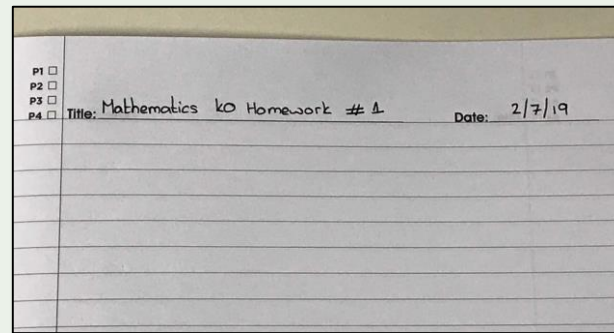 P1 ☐
P2 ☐
P3 ☐
P4 ☐ Title: Mathematics KO Homework # 1 Date: 2/7/19